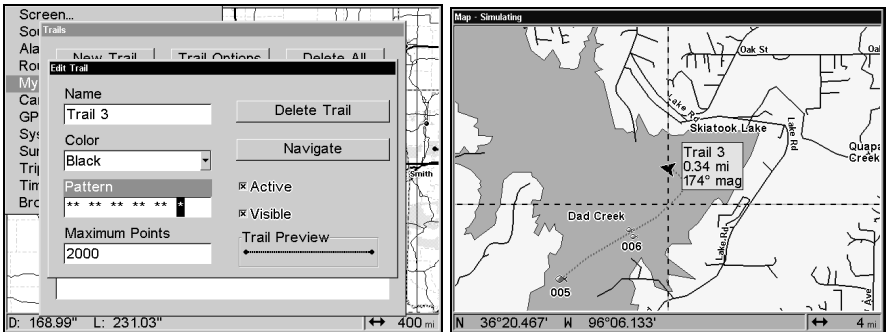 Screen...
Sou
Trails
Ala
New Trail
Trail Options
Delete All
Rou
Edit Trail
My
Name
Car
Trail 3
Delete Trail
GP
Color
Sys
Black
Navigate
Sur
Trip
Pattern
Active
Smith
Tim
** ** ** ** ** *
Bro
Visible
Maximum Points
Trail Preview
2000
D: 168.99" L: 231.03"
400 mi
Map - Simulating
Oak St
Oa
Lake Rd
Skiatook Lake
Lake Rd
Quapa
Creek
Trail 3
0.34 mi
174° mag
Dad Creek
006
Lake Rd
005
Ave
N 36°20.467' W 96°06.133'
4 mi